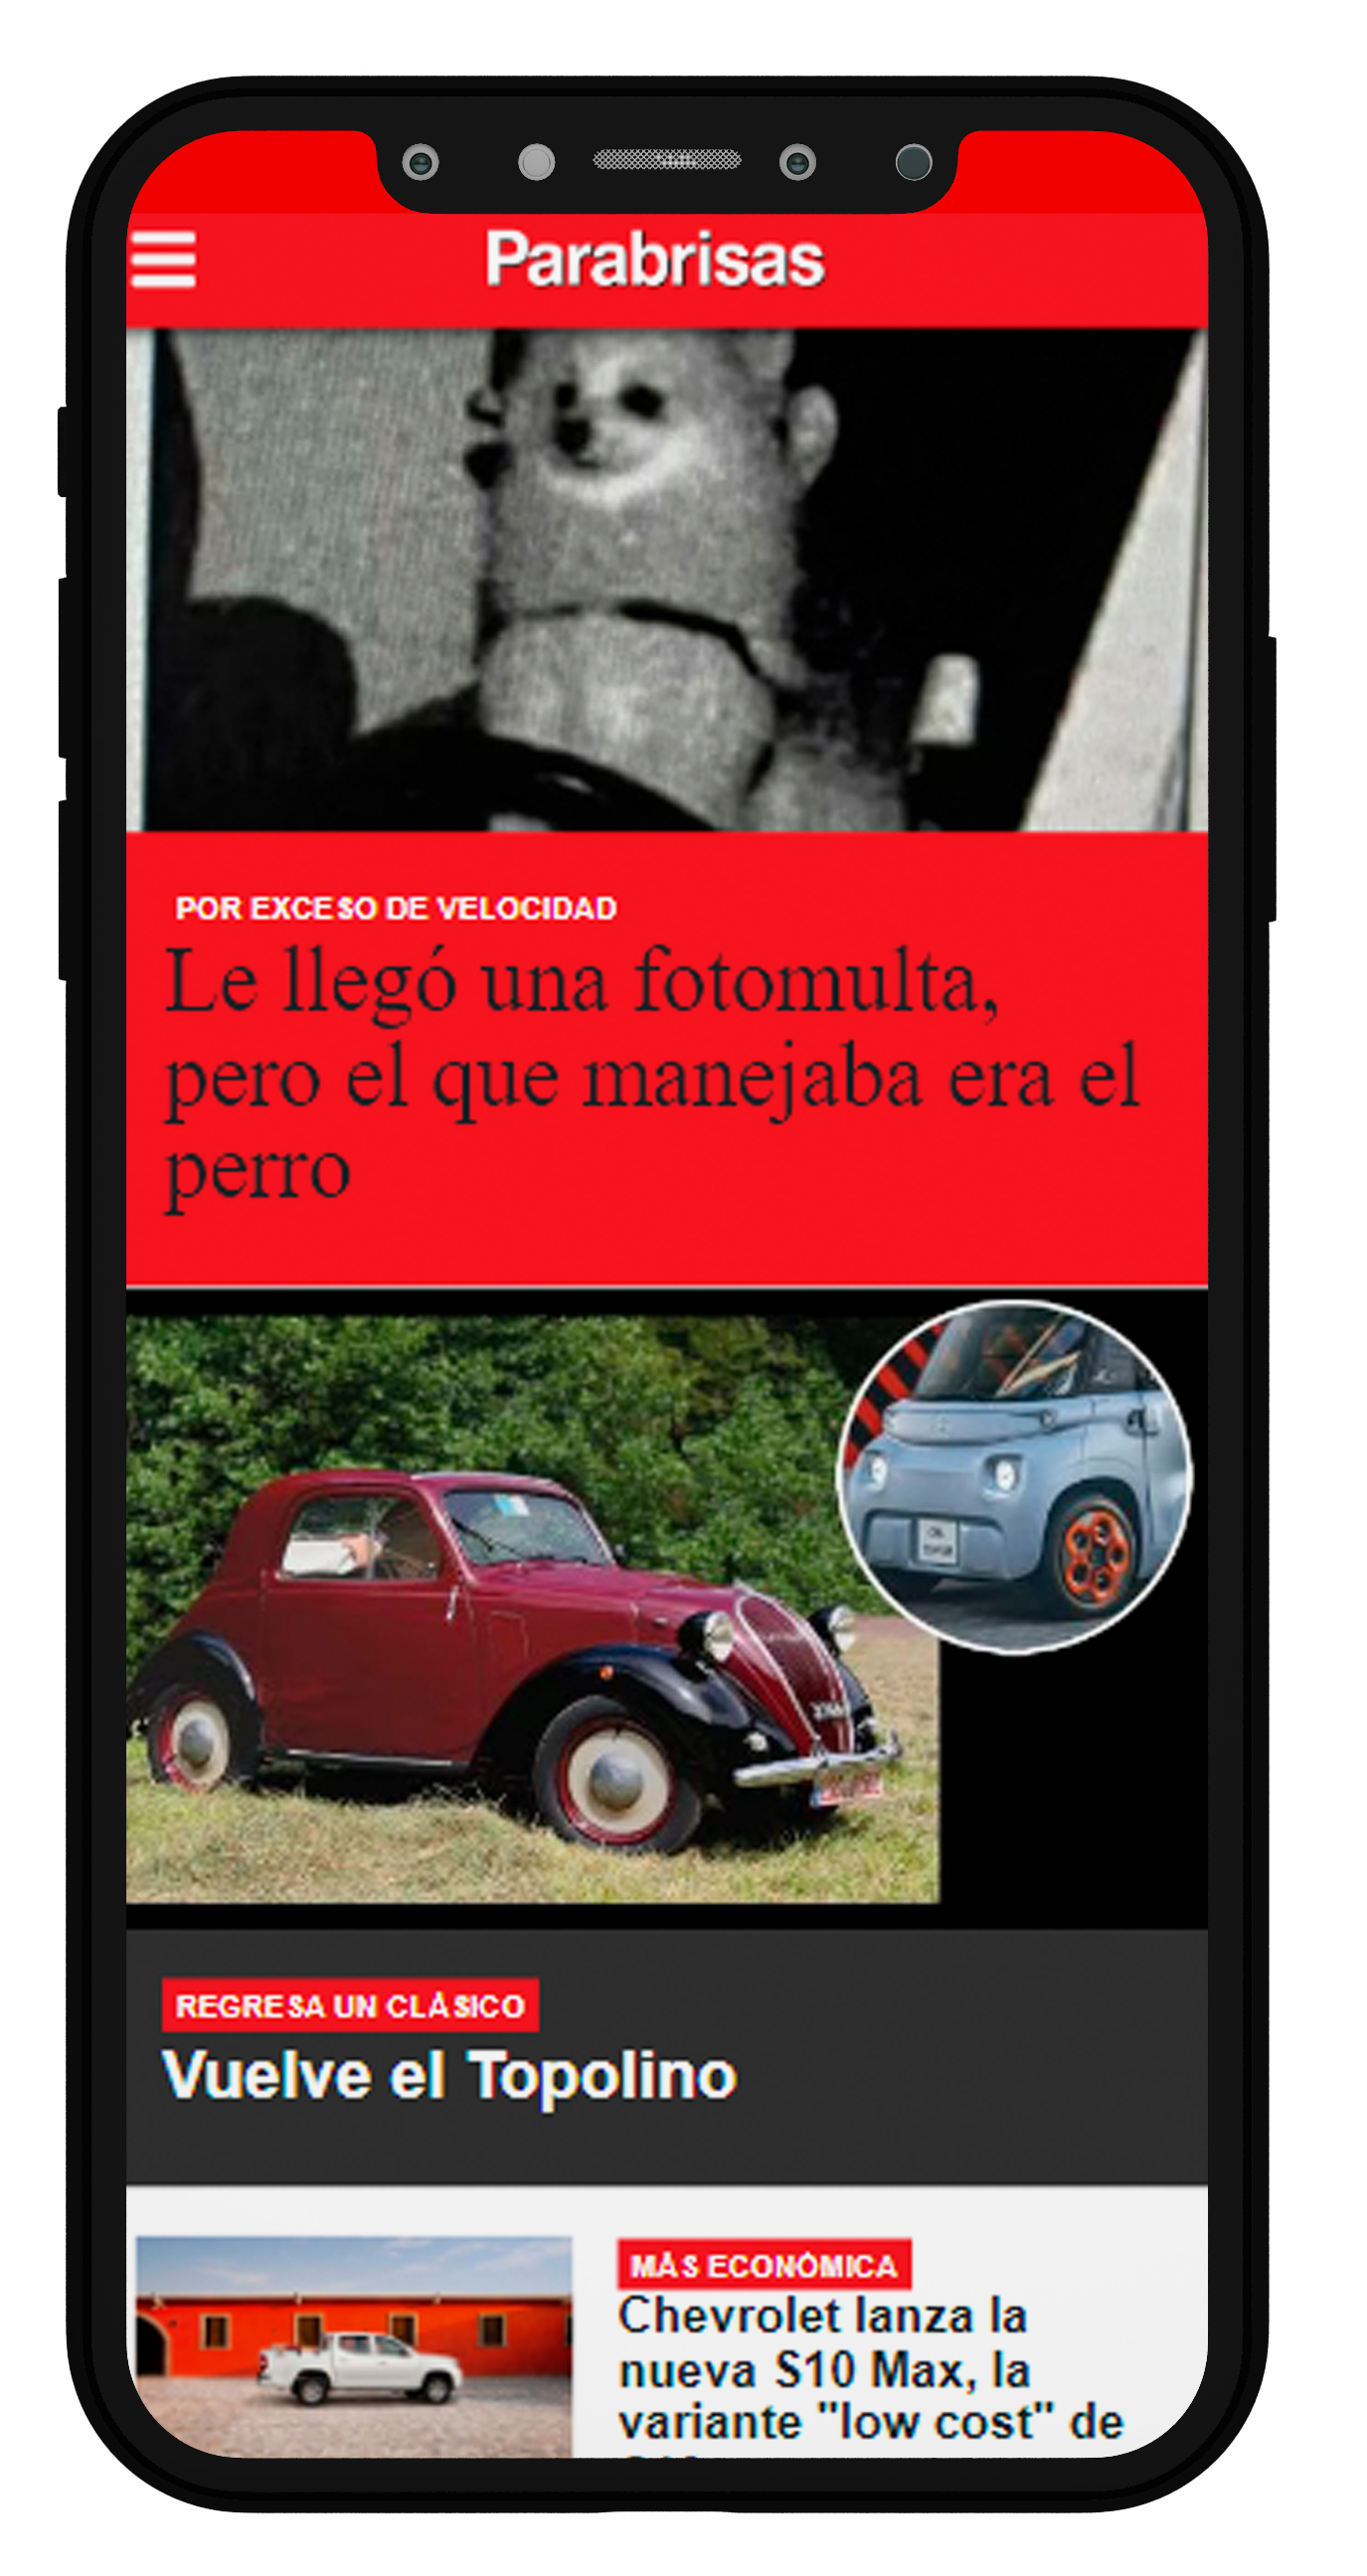 Parabrisas
POR EXCESO DE VELOCIDAD
Le llegó una fotomulta,
pero el que manejaba era el
perro
REGRESA UN CLÁSICO
Vuelve el Topolino
MÁS ECONÓMICA
Chevrolet lanza la
nueva S10 Max, la
variante "low cost" de